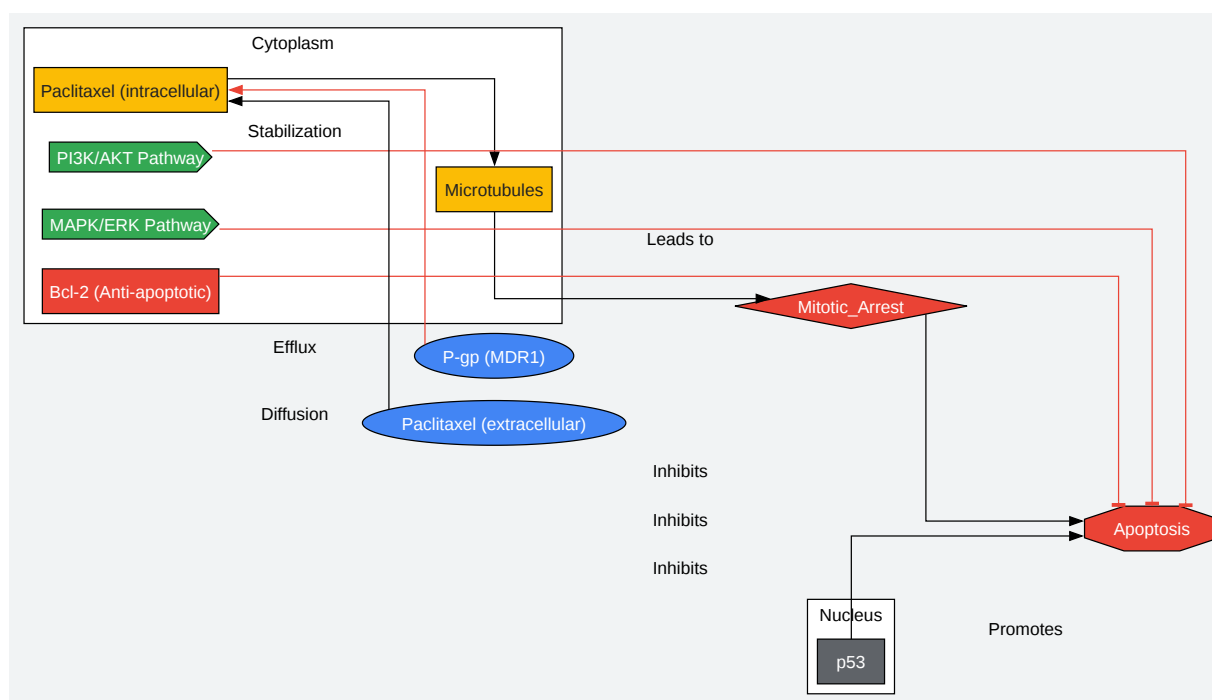 Cytoplasm
Paclitaxel (intracellular)
Stabilization
PI3K/AKT Pathway
Microtubules
MAPK/ERK Pathway
Leads to
Bcl-2 (Anti-apoptotic)
Mitotic_Arrest
Efflux
P-gp (MDR1)
Diffusion
Paclitaxel (extracellular)
Inhibits
Inhibits
Apoptosis
Inhibits
Nucleus
Promotes
p53